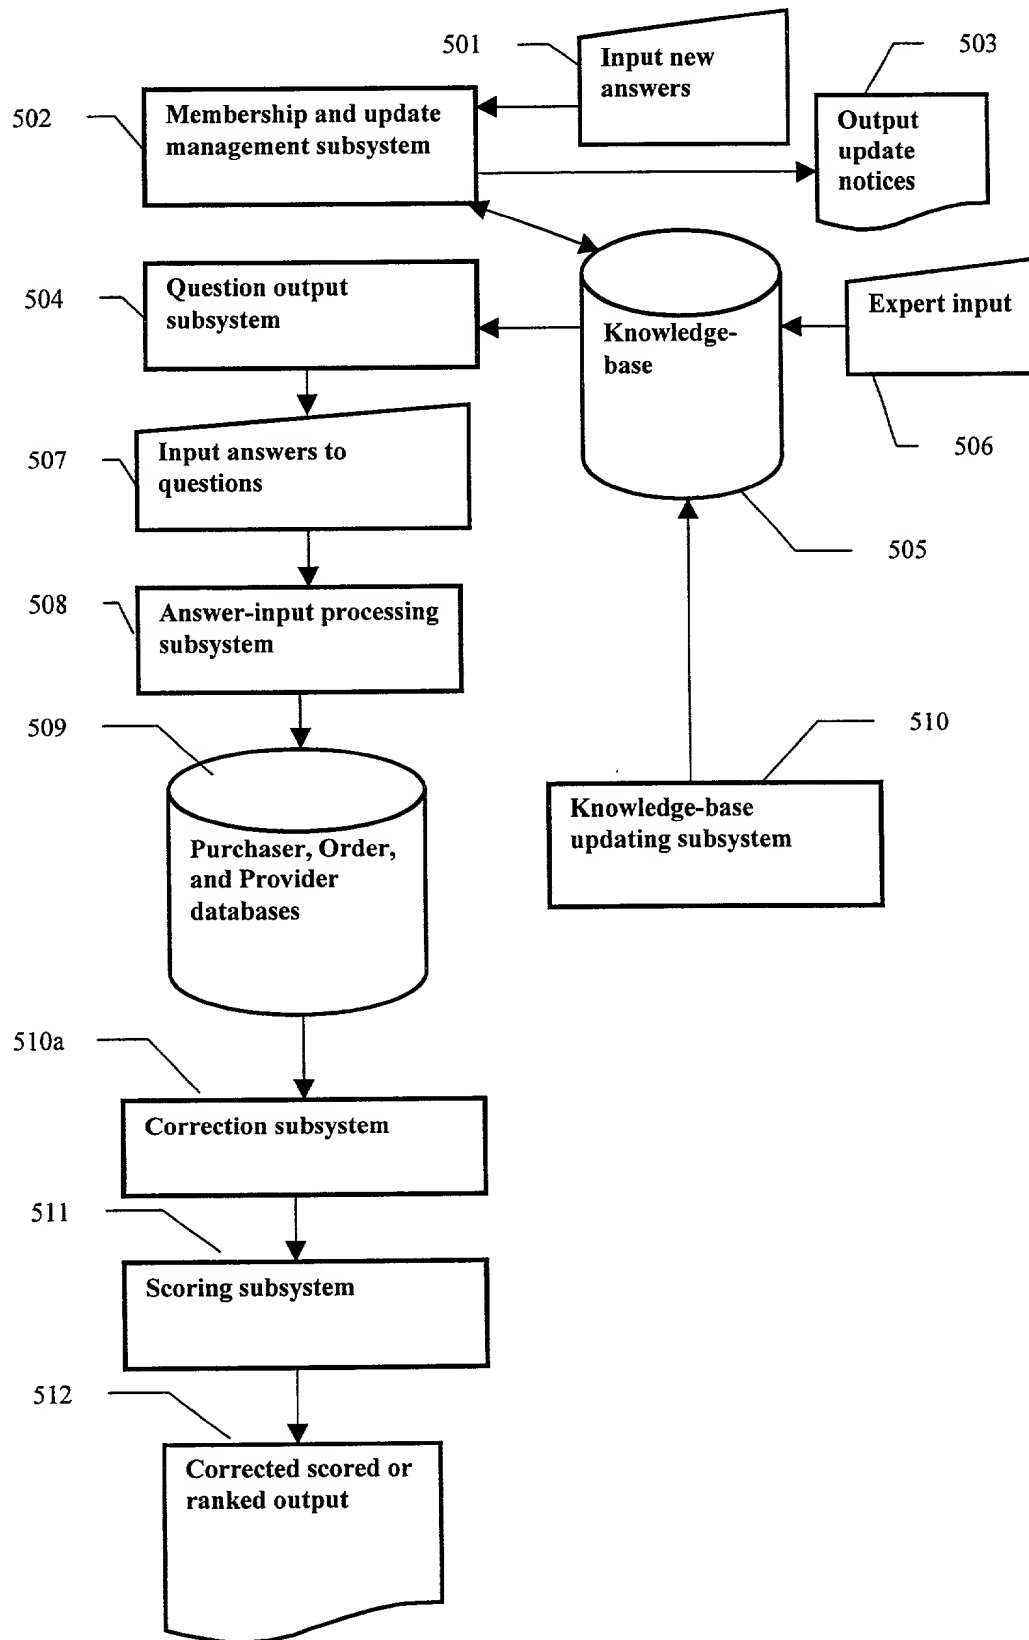 501
Input new
answers
503
502
Membership and update
management subsystem
Output
update
notices
504
Question output
subsystem
Knowledge-
base
Expert input
506
507
Input answers to
questions
505
508
Answer-input processing
subsystem
509
510
Purchaser, Order,
and Provider
databases
Knowledge-base
updating subsystem
510a
Correction subsystem
511
Scoring subsystem
512
Corrected scored or
ranked output